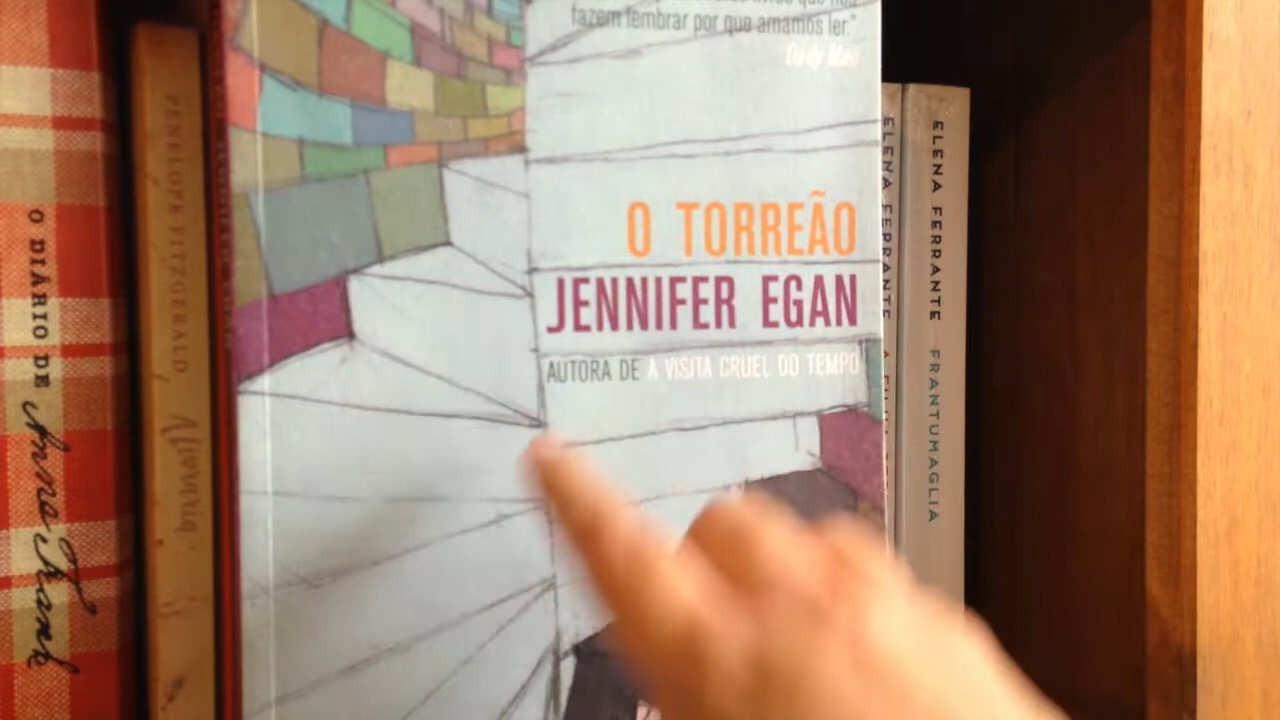 O DIÁRIO DE Anne Frank
PENELOPE FITZGERALD A livraria
fazem lembrar por que amamos ler."
Daily Mail
O TORREÃO
JENNIFER EGAN
AUTORA DE A VISITA CRUEL DO TEMPO
ELENA FERRANTE
ELENA FERRANTE FRANTUMAGLIA